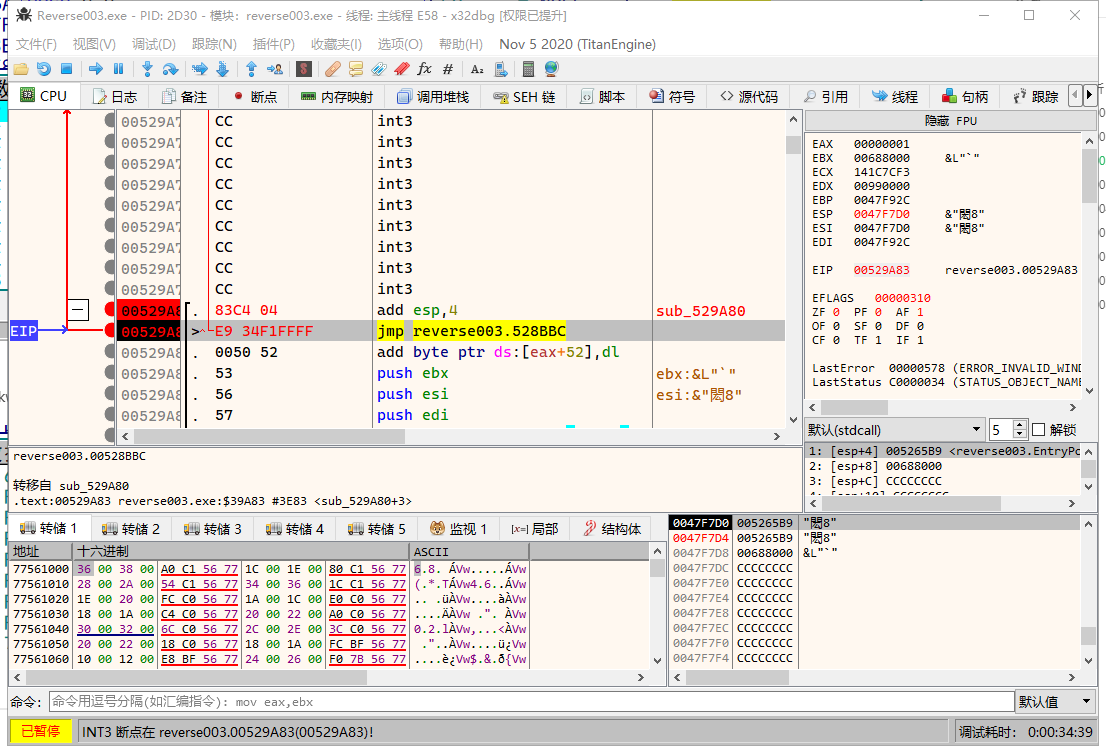 Reverse003.exe - PID: 2D30 - 模块: reverse003.exe - 线程: 主线程 E58 - x32dbg [权限已提升]
文件(F) 视图(V) 调试(D) 跟踪(N) 插件(P) 收藏夹(I) 选项(O) 帮助(H) Nov 5 2020 (TitanEngine)
CPU 日志 备注 断点 内存映射 调用堆栈 SEH 链 脚本 符号 源代码 引用 线程 句柄 跟踪
00529A7 CC int3
00529A7 CC int3
00529A7 CC int3
00529A7 CC int3
00529A7 CC int3
00529A7 CC int3
00529A7 CC int3
00529A7 CC int3
00529A7 CC int3
00529A8 . 83C4 04 add esp,4 sub_529A80
EIP 00529A8 >^ E9 34F1FFFF jmp reverse003.528BBC
00529A8 . 0050 52 add byte ptr ds:[eax+52],dl
00529A8 . 53 push ebx ebx:&L"`"
00529A8 . 56 push esi esi:&"閎8"
00529A8 . 57 push edi
隐藏 FPU
EAX 00000001
EBX 00688000 &L"`"
ECX 141C7CF3
EDX 00990000
EBP 0047F92C
ESP 0047F7D0 &"閎8"
ESI 0047F7D0 &"閎8"
EDI 0047F92C
EIP 00529A83 reverse003.00529A83
EFLAGS 00000310
ZF 0 PF 0 AF 1
OF 0 SF 0 DF 0
CF 0 TF 1 IF 1
LastError 00000578 (ERROR_INVALID_WIND
LastStatus C0000034 (STATUS_OBJECT_NAME
默认(stdcall) 5 解锁
1: [esp+4] 005265B9 <reverse003.EntryPo
2: [esp+8] 00688000
3: [esp+C] CCCCCCCC
4: [esp+10] CCCCCCCC
reverse003.00528BBC
转移自 sub_529A80
.text:00529A83 reverse003.exe:$39A83 #3E83 <sub_529A80+3>
转储 1 转储 2 转储 3 转储 4 转储 5 监视 1 [x=] 局部 结构体
地址 十六进制 ASCII
77561000 36 00 38 00 A0 C1 56 77 1C 00 1E 00 80 C1 56 77 6.8. ÁVw.....ÁVw
77561010 28 00 2A 00 54 C1 56 77 34 00 36 00 1C C1 56 77 (.*.TÁVw4.6..ÁVw
77561020 1E 00 20 00 FC C0 56 77 1A 00 1C 00 E0 C0 56 77 .. .üÀVw....àÀVw
77561030 18 00 1A 00 C4 C0 56 77 20 00 22 00 A0 C0 56 77 ....ÄÀVw .". ÀVw
77561040 30 00 32 00 6C C0 56 77 2C 00 2E 00 3C C0 56 77 0.2.lÀVw,...<ÀVw
77561050 20 00 22 00 18 C0 56 77 18 00 1A 00 FC BF 56 77  ."..ÀVw....ü¿Vw
77561060 10 00 12 00 E8 BF 56 77 24 00 26 00 F0 7B 56 77 ....è¿Vw$.&.ð{Vw
0047F7D0 005265B9 "閎8"
0047F7D4 005265B9 "閎8"
0047F7D8 00688000 &L"`"
0047F7DC CCCCCCCC
0047F7E0 CCCCCCCC
0047F7E4 CCCCCCCC
0047F7E8 CCCCCCCC
0047F7EC CCCCCCCC
0047F7F0 CCCCCCCC
0047F7F4 CCCCCCCC
命令: 命令用逗号分隔(如汇编指令): mov eax,ebx 默认值
已暂停 INT3 断点在 reverse003.00529A83(00529A83)! 调试耗时: 0:00:34:39